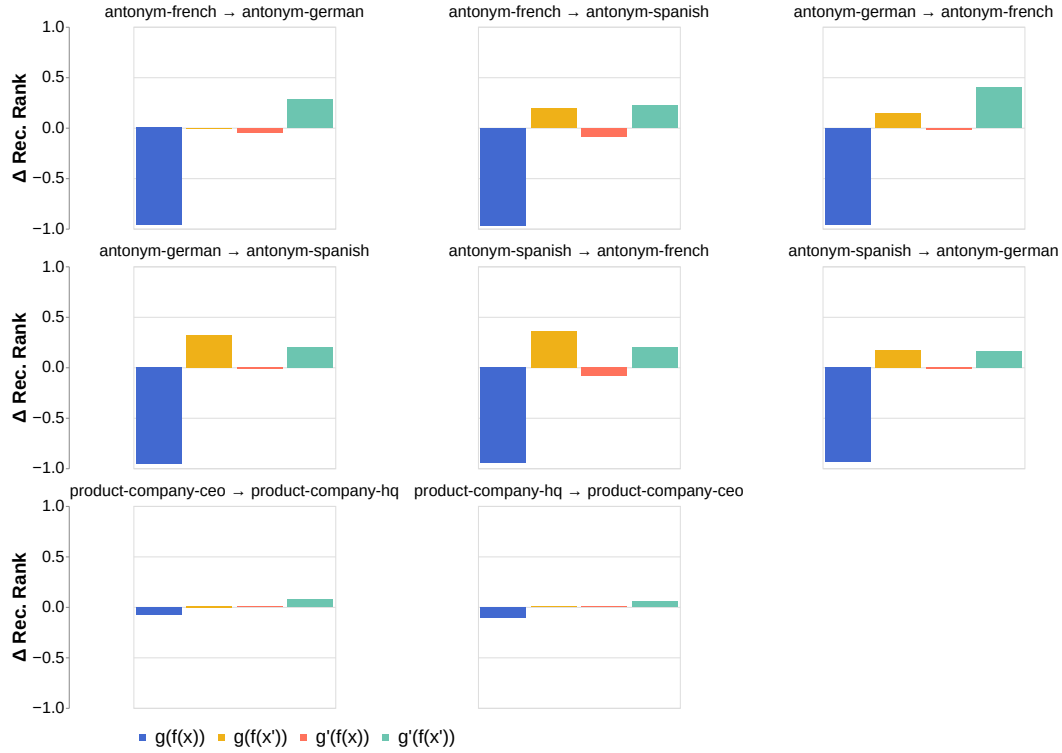 antonym-french → antonym-german
antonym-french → antonym-spanish
antonym-german → antonym-french
1.0
0.5
0.0
−0.5
−1.0
Δ Rec. Rank
antonym-german → antonym-spanish
antonym-spanish → antonym-french
antonym-spanish → antonym-german
1.0
0.5
0.0
−0.5
−1.0
Δ Rec. Rank
product-company-ceo → product-company-hq
product-company-hq → product-company-ceo
1.0
0.5
0.0
−0.5
−1.0
Δ Rec. Rank
g(f(x)) g(f(x')) g'(f(x)) g'(f(x'))